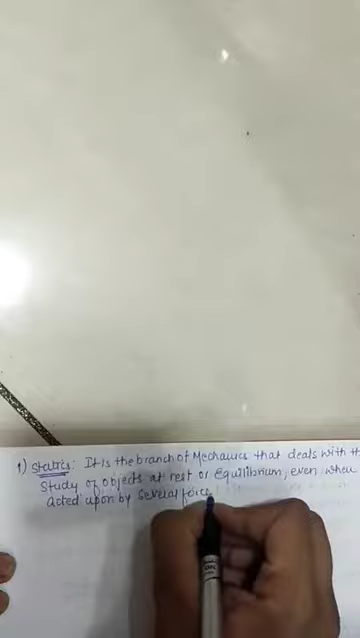 1) Statics: It is the branch of Mechanics that deals with th
Study of objects at rest or Equilibrium, even when
acted upon by several force